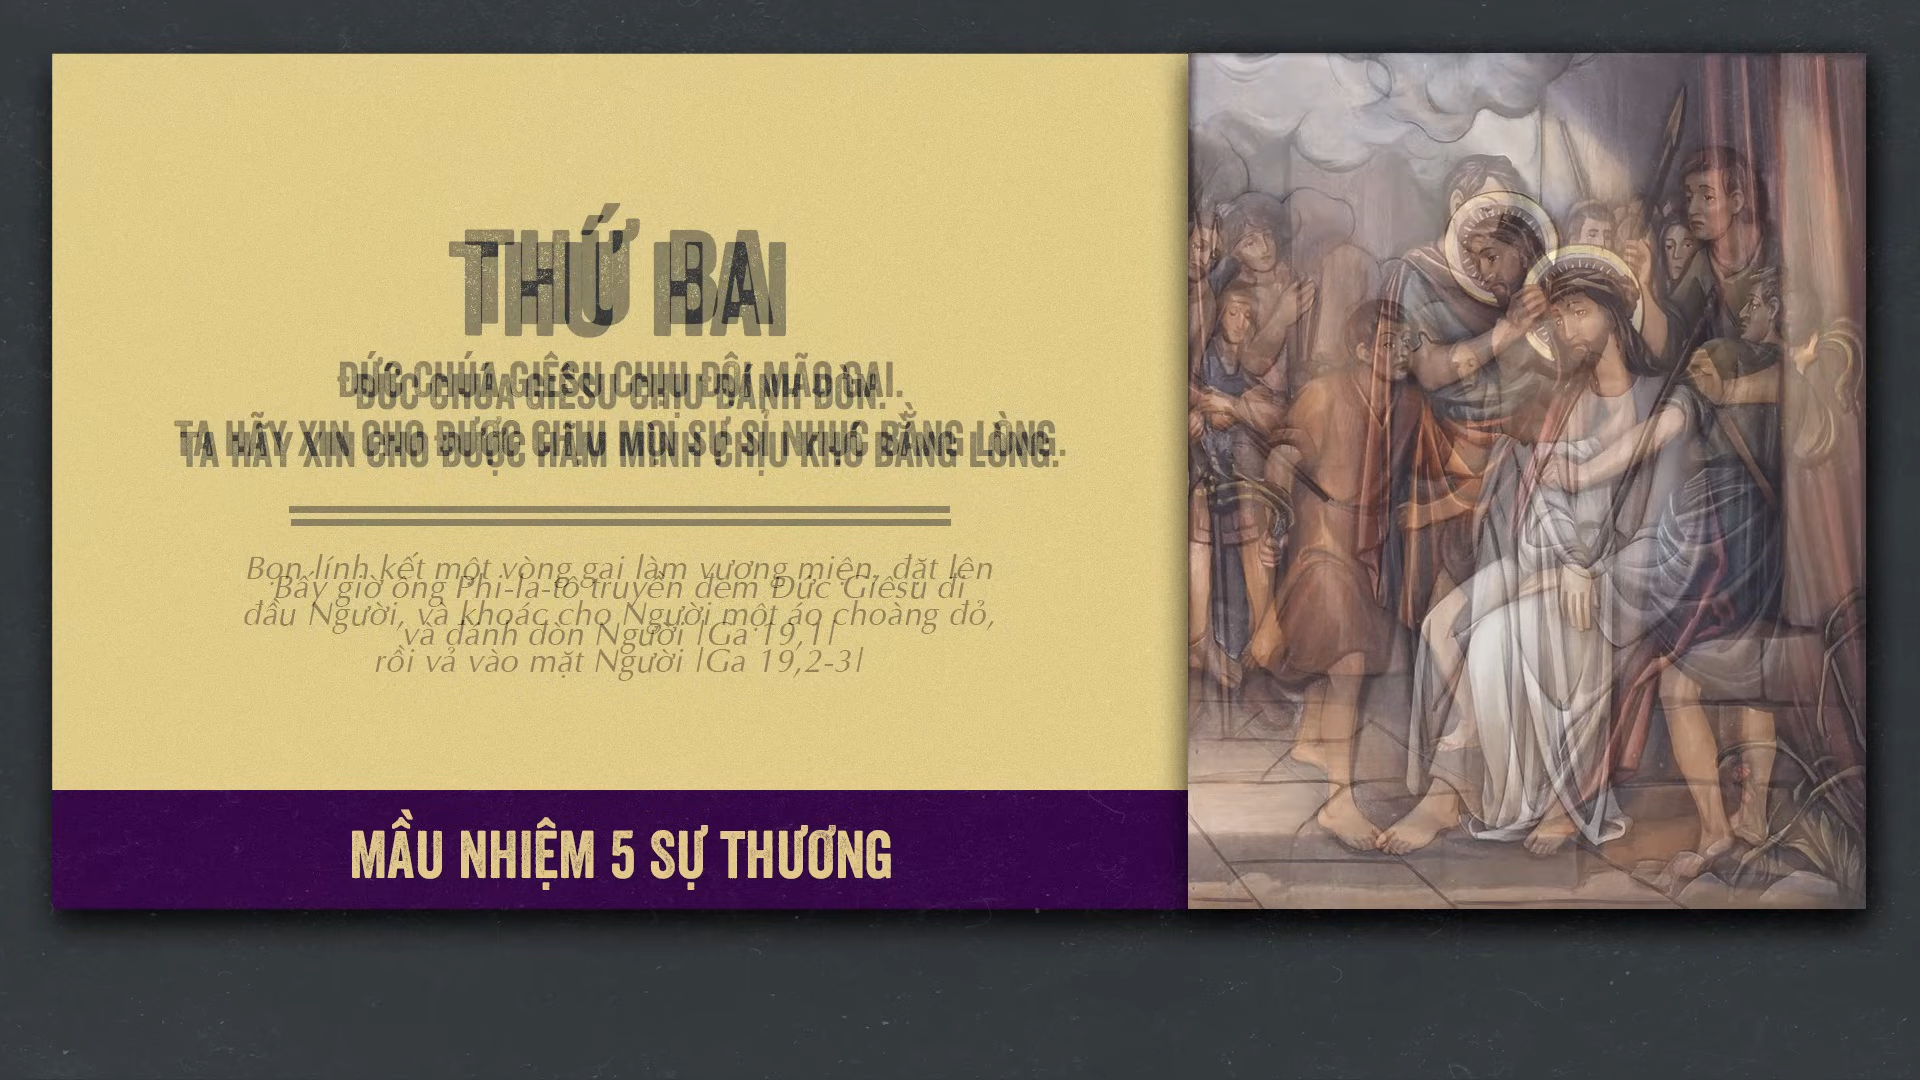 THỨ BA
THỨ HAI
ĐỨC CHÚA GIÊSU CHỊU ĐỘI MÃO GAI.
ĐỨC CHÚA GIÊSU CHỊU ĐÁNH ĐÒN.
TA HÃY XIN CHO ĐƯỢC CHỊU MỌI SỰ SỈ NHỤC BẰNG LÒNG.
TA HÃY XIN CHO ĐƯỢC HÃM MÌNH CHỊU KHÓ BẰNG LÒNG.
Bọn lính kết một vòng gai làm vương miện, đặt lên
Bấy giờ ông Phi-la-tô truyền đem Đức Giêsu đi
đầu Người, và khoác cho Người một áo choàng đỏ,
và đánh đòn Người |Ga 19,1|
rồi vả vào mặt Người |Ga 19,2-3|
MẦU NHIỆM 5 SỰ THƯƠNG